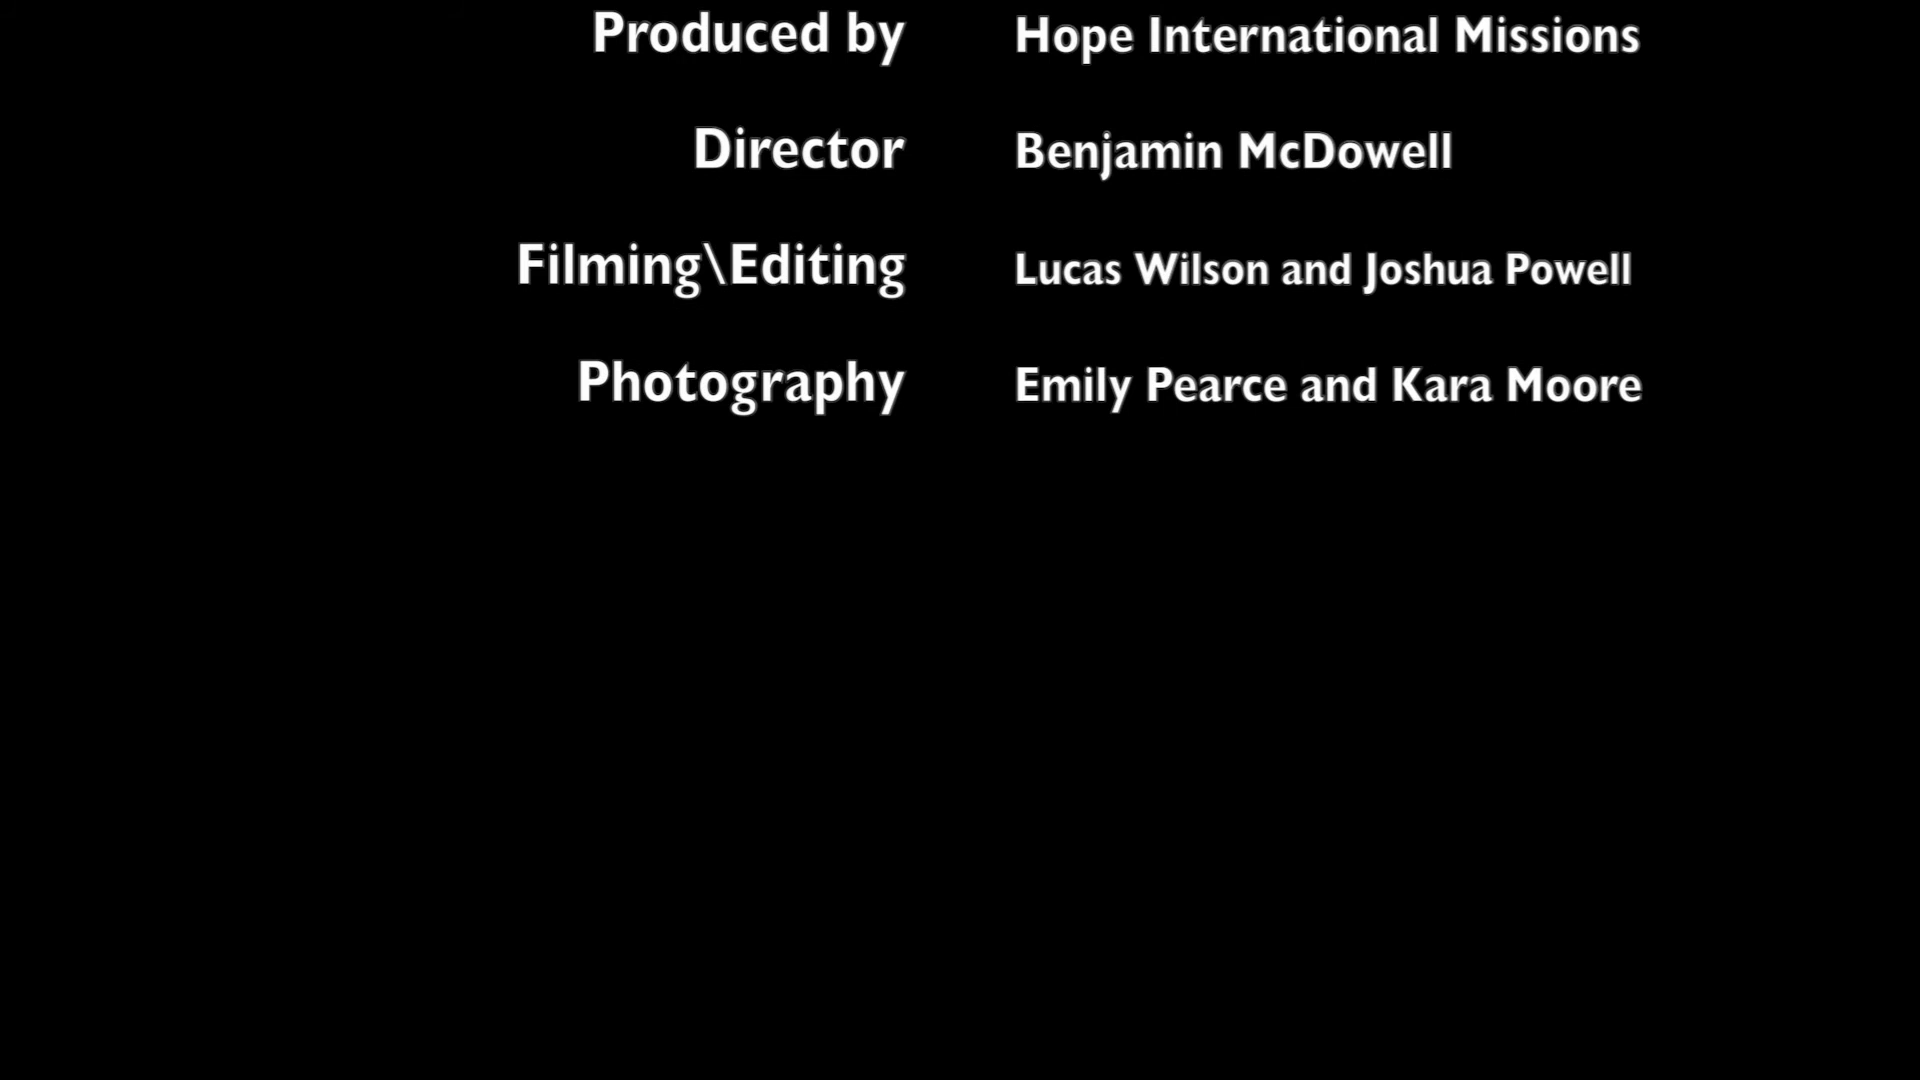 Produced by Hope International Missions
Director Benjamin McDowell
Filming\Editing Lucas Wilson and Joshua Powell
Photography Emily Pearce and Kara Moore